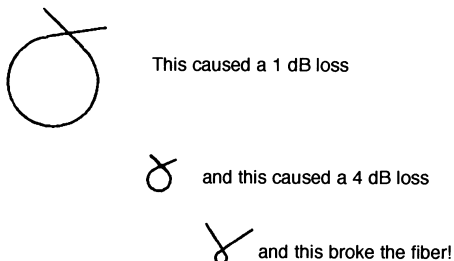 This caused a 1 dB loss
and this caused a 4 dB loss
and this broke the fiber!